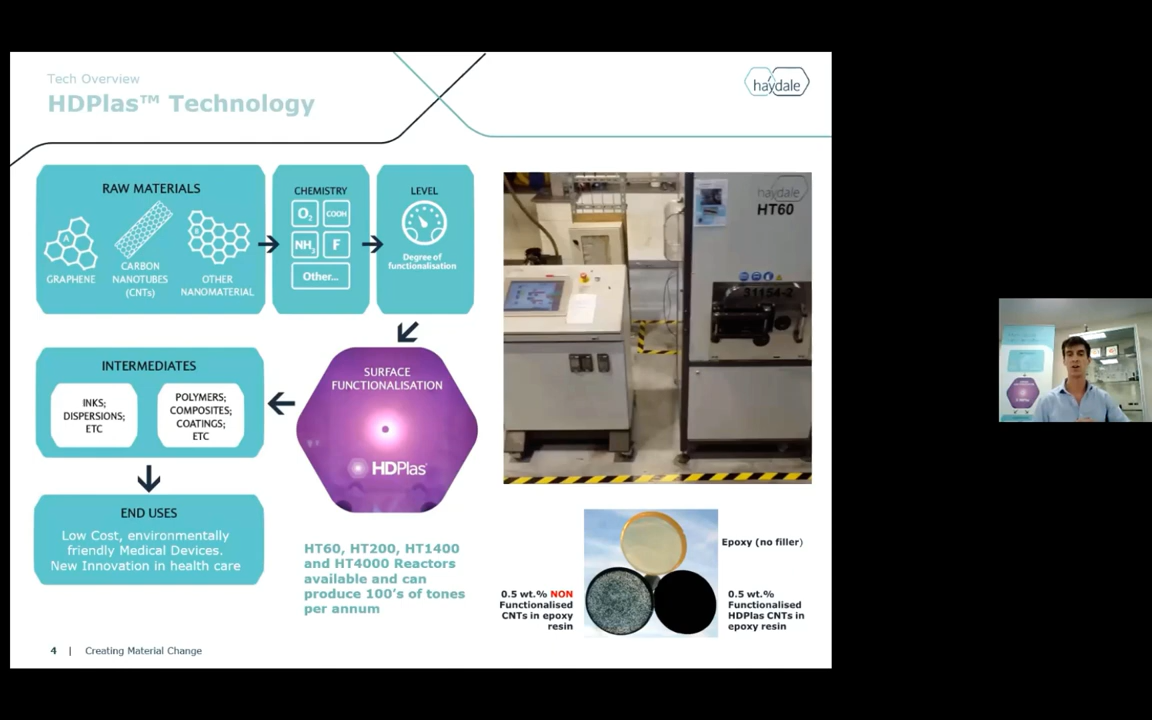 Tech Overview
HDPlas™ Technology
haydale
RAW MATERIALS
A
GRAPHENE
CARBON
NANOTUBES
(CNTs)
B
OTHER
NANOMATERIAL
CHEMISTRY
O₂ COOH
NH₂ F
Other...
LEVEL
Degree of
functionalisation
SURFACE
FUNCTIONALISATION
HDPlas®
INTERMEDIATES
INKS;
DISPERSIONS;
ETC
POLYMERS;
COMPOSITES;
COATINGS;
ETC
END USES
Low Cost, environmentally
friendly Medical Devices.
New Innovation in health care
HT60, HT200, HT1400
and HT4000 Reactors
available and can
produce 100's of tones
per annum
haydale
HT60
31154-2
Epoxy (no filler)
0.5 wt.% NON
Functionalised
CNTs in epoxy
resin
0.5 wt.%
Functionalised
HDPlas CNTs in
epoxy resin
4 | Creating Material Change